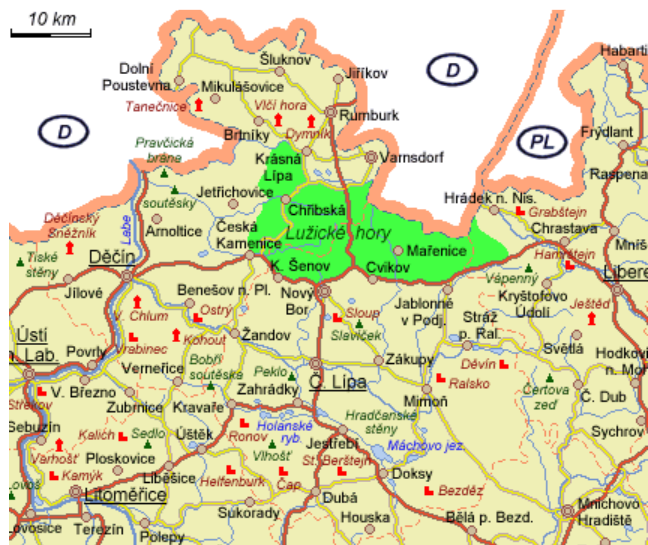 10 km
Habarti
Šluknov
Dolní
Poustevna
Jiříkov
D
Mikulášovice
Tanečnice
Vlčí hora
Rumburk
D
Brtníky
Dymník
PL
Frýdlant
Pravčická
brána
Krásná
Lípa
Varnsdorf
soutěsky
Raspena
Jetřichovice
Chřibská
Hrádek n. Nis.
Grabštejn
Děčínský
Sněžník
Labe
Arnoltice
Česká
Kamenice
Lužické hory
Chrastava
Mniš
Tiské
stěny
Děčín
Mařenice
Hamrštejn
K. Šenov
Cvikov
Vápenný
Libere
Jílové
Benešov n. Pl.
Nový
Bor
Jablonné
v Podj.
Kryštofovo
Údolí
V. Chlum
Ostrý
Sloup
Ještěd
Ústí
n. Lab.
Vrabinec
Kohout
Slavíček
Stráž
p. Ral.
Povrly
Žandov
Světlá
Bobří
soutěska
Peklo
Zákupy
Hodkovi
n. Moh
Verneřice
Děvín
Č. Lípa
Ralsko
Čertova
zeď
Střekov
V. Březno
Zahrádky
Mimoň
Č. Dub
Zubrnice
Kravaře
Hradčanské
stěny
Sychrov
Sebuzín
Kalich
Sedlo
Holanské
ryb.
Ronov
Úštěk
Jestřebí
Máchovo jez.
Varhošť
Vlhošť
Ploskovice
Kamýk
Liběšice
St. Berštejn
Doksy
Lovoš
Helfenburk
Čap
Bezděz
Litoměřice
Dubá
Mnichovo
Hradiště
Lovosice
Terezín
Polepy
Sukorady
Houska
Bělá p. Bezd.